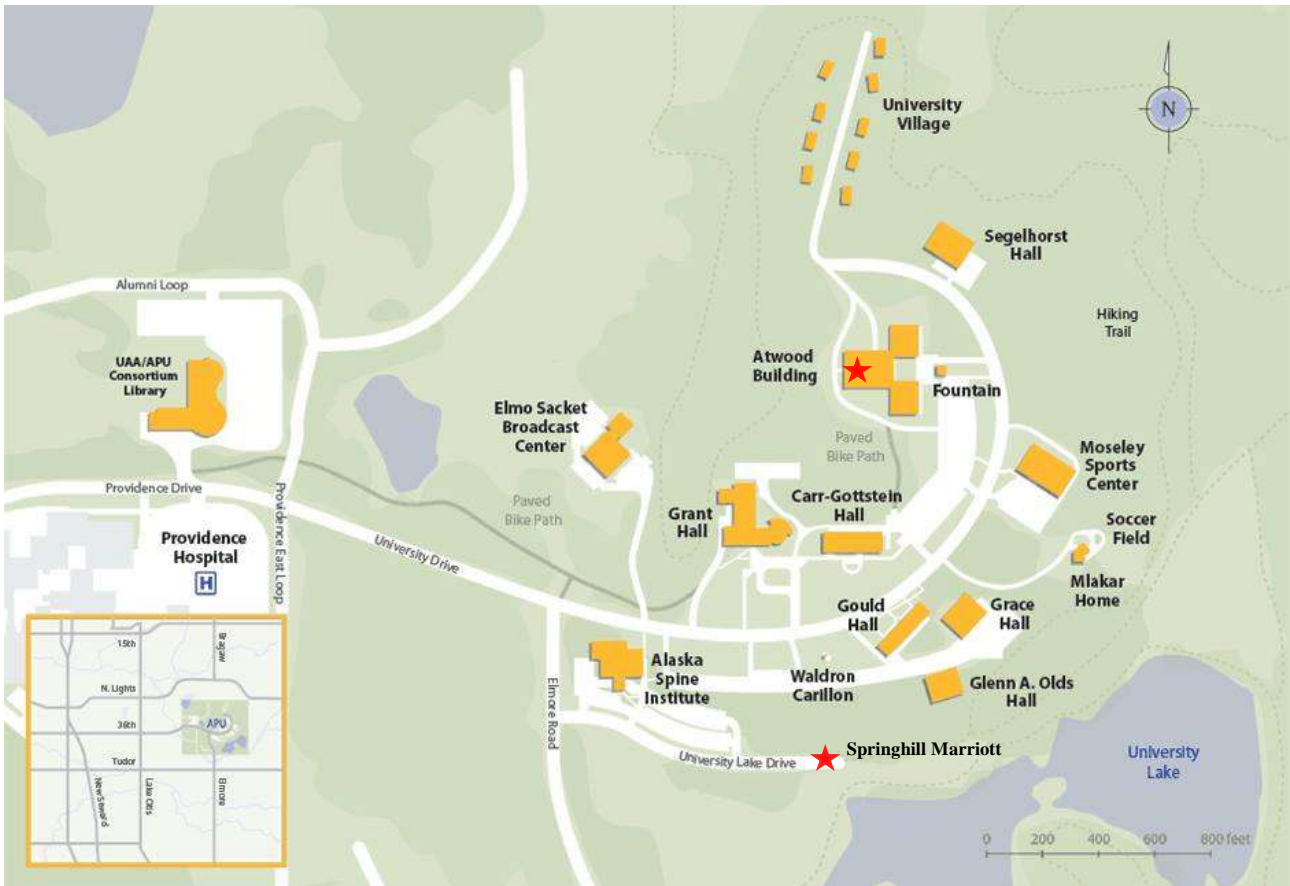 University
Village
N
Segelhorst
Hall
Hiking
Trail
Alumni Loop
UAA/APU
Consortium
Library
Atwood
Building
Fountain
Elmo Sacket
Broadcast
Center
Paved
Bike Path
Moseley
Sports
Center
Providence Drive
Providence East Loop
Paved
Bike Path
Grant
Hall
Carr-Gottstein
Hall
Soccer
Field
Providence
Hospital
H
University Drive
Mlakar
Home
Gould
Hall
Grace
Hall
Alaska
Spine
Institute
Waldron
Carillon
Glenn A. Olds
Hall
Elmore Road
University Lake Drive
Springhill Marriott
University
Lake
15th
Bragaw
N. Lights
36th
APU
Tudor
New Seward
Lake Otis
Elmore
0 200 400 600 800 feet